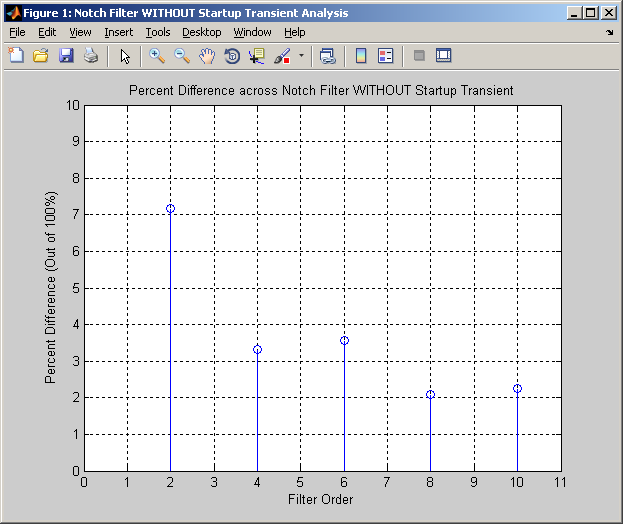 Figure 1: Notch Filter WITHOUT Startup Transient Analysis
File Edit View Insert Tools Desktop Window Help
Percent Difference across Notch Filter WITHOUT Startup Transient
10
9
8
7
6
5
4
3
2
1
0
Percent Difference (Out of 100%)
0 1 2 3 4 5 6 7 8 9 10 11
Filter Order